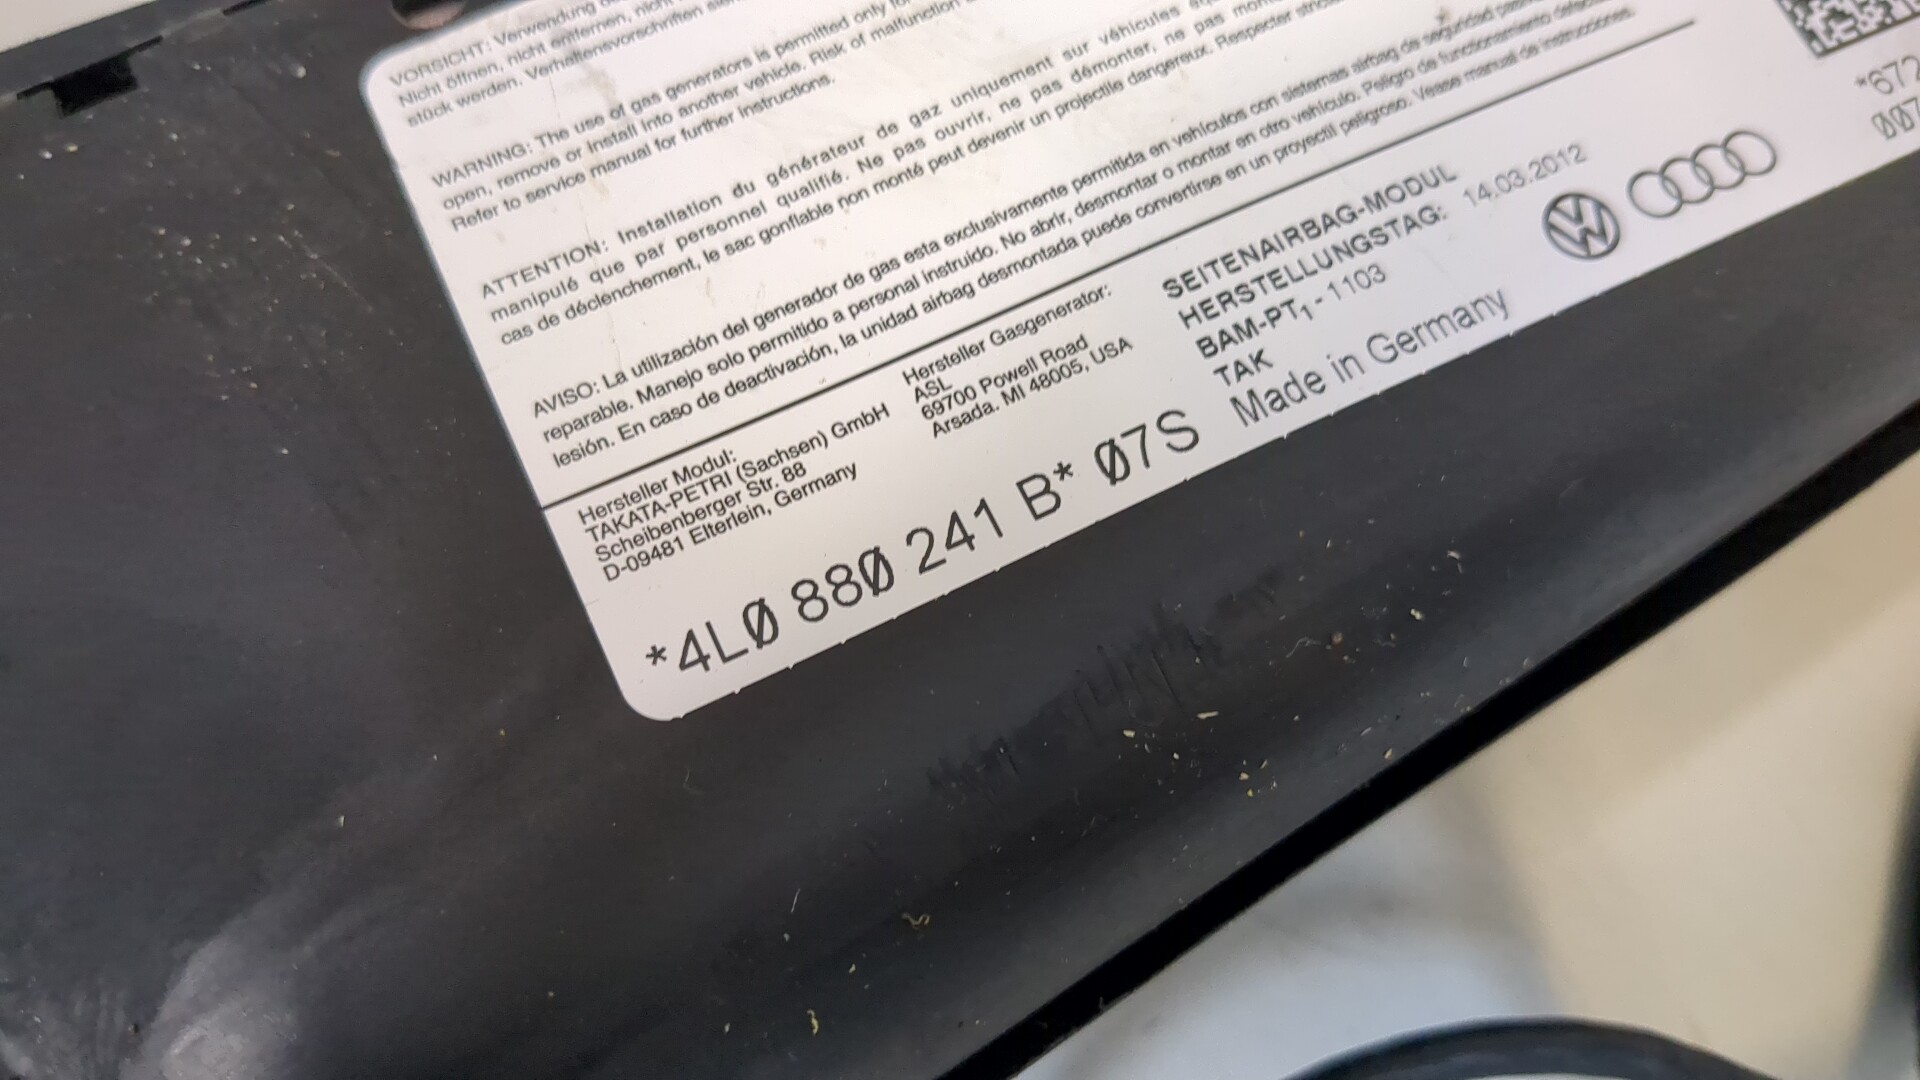 VORSICHT: Verwendung
Nicht öffnen, nicht entfernen, nicht
stück werden. Verhaltensvorschriften
WARNING: The use of gas generators is permitted only
open, remove or install into another vehicle. Risk of malfunction
Refer to service manual for further instructions.
ATTENTION: Installation du générateur de gaz uniquement sur véhicules
manipulé que par personnel qualifié. Ne pas ouvrir, ne pas démonter, ne pas
cas de déclenchement, le sac gonflable non monté peut devenir un projectile dangereux. Respecter
AVISO: La utilización del generador de gas esta exclusivamente permitida en vehículos con sistemas airbag de seguridad
reparable. Manejo solo permitido a personal instruido. No abrir, desmontar o montar en otro vehículo. Peligro de funcionamiento
lesión. En caso de deactivación, la unidad airbag desmontada puede convertirse en un proyectil peligroso. Vease manual de instrucciones.
Hersteller Modul:
TAKATA-PETRI (Sachsen) GmbH
Scheibenberger Str. 88
D-09481 Elterlein, Germany
Hersteller Gasgenerator:
ASL
69700 Powell Road
Arsada. MI 48005, USA
SEITENAIRBAG-MODUL
HERSTELLUNGSTAG: 14.03.2012
BAM-PT1-1103
TAK
Made in Germany
*4L0 880 241 B* 07S
VW
*672
007